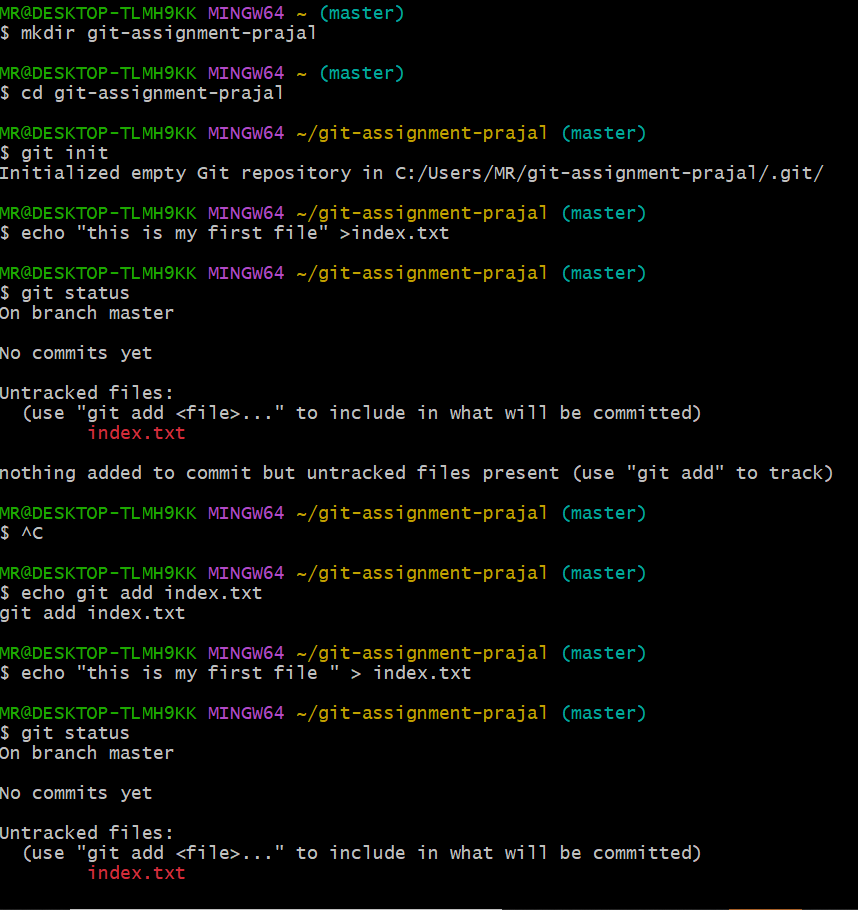 MR@DESKTOP-TLMH9KK MINGW64 ~ (master)
$ mkdir git-assignment-prajal
MR@DESKTOP-TLMH9KK MINGW64 ~ (master)
$ cd git-assignment-prajal
MR@DESKTOP-TLMH9KK MINGW64 ~/git-assignment-prajal (master)
$ git init
Initialized empty Git repository in C:/Users/MR/git-assignment-prajal/.git/
MR@DESKTOP-TLMH9KK MINGW64 ~/git-assignment-prajal (master)
$ echo "this is my first file" >index.txt
MR@DESKTOP-TLMH9KK MINGW64 ~/git-assignment-prajal (master)
$ git status
On branch master
No commits yet
Untracked files:
(use "git add <file>..." to include in what will be committed)
index.txt
nothing added to commit but untracked files present (use "git add" to track)
MR@DESKTOP-TLMH9KK MINGW64 ~/git-assignment-prajal (master)
$ ^C
MR@DESKTOP-TLMH9KK MINGW64 ~/git-assignment-prajal (master)
$ echo git add index.txt
git add index.txt
MR@DESKTOP-TLMH9KK MINGW64 ~/git-assignment-prajal (master)
$ echo "this is my first file " > index.txt
MR@DESKTOP-TLMH9KK MINGW64 ~/git-assignment-prajal (master)
$ git status
On branch master
No commits yet
Untracked files:
(use "git add <file>..." to include in what will be committed)
index.txt